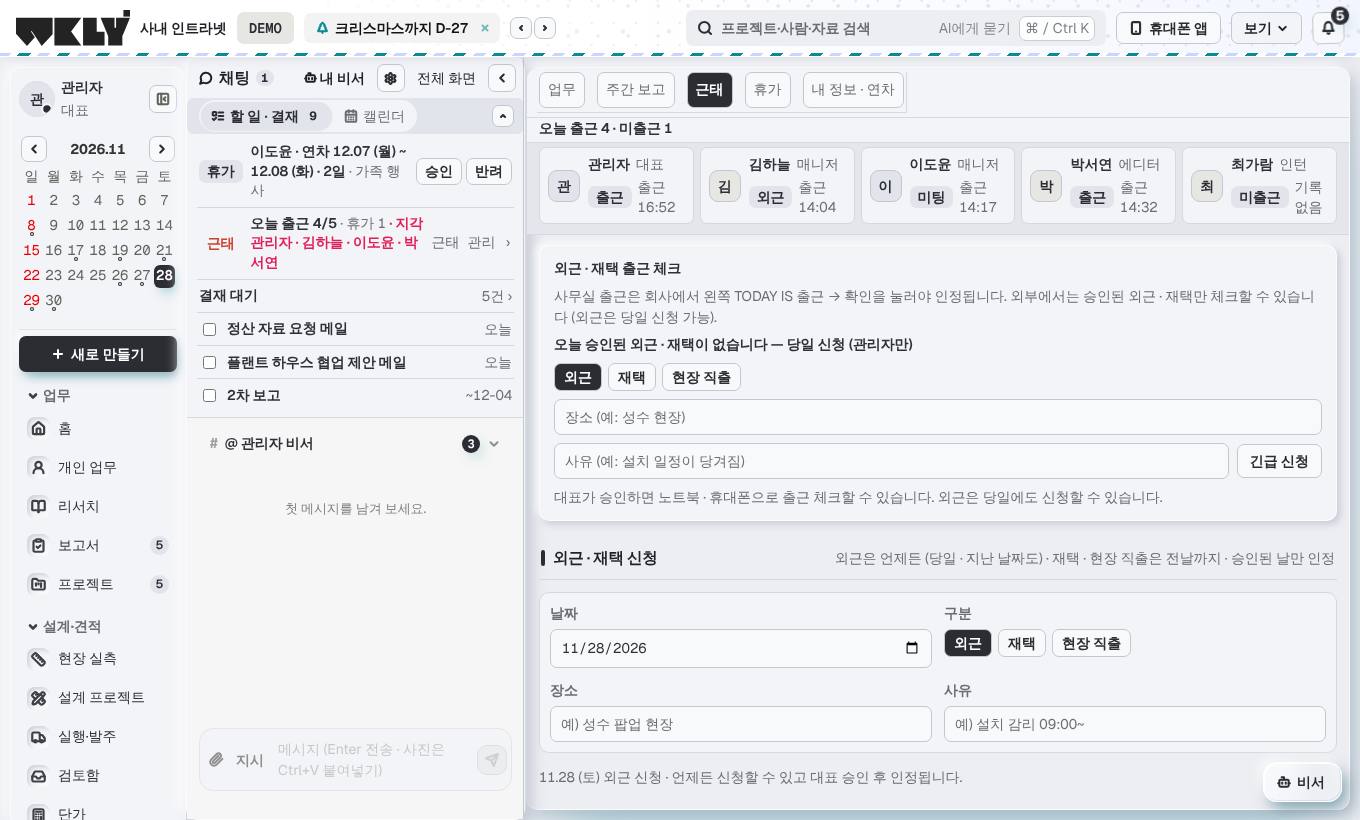 WKLY 사내 인트라넷 DEMO 크리스마스까지 D-27 × 프로젝트·사람·자료 검색 AI에게 묻기 ⌘ / Ctrl K 휴대폰 앱 보기 5
관 관리자
대표
2026.11
일 월 화 수 목 금 토
1 2 3 4 5 6 7
8 9 10 11 12 13 14
15 16 17 18 19 20 21
22 23 24 25 26 27 28
29 30
+ 새로 만들기
업무
홈
개인 업무
리서치
보고서 5
프로젝트 5
설계·견적
현장 실측
설계 프로젝트
실행·발주
검토함
단가
채팅 1 내 비서 전체 화면
할 일 · 결재 9 캘린더
휴가 이도윤 · 연차 12.07 (월) ~
12.08 (화) · 2일 · 가족 행
사
승인 반려
근태 오늘 출근 4/5 · 휴가 1 · 지각
관리자 · 김하늘 · 이도윤 · 박
서연
근태 관리 ›
결재 대기 5건 ›
정산 자료 요청 메일 오늘
플랜트 하우스 협업 제안 메일 오늘
2차 보고 ~12-04
# @ 관리자 비서 3
첫 메시지를 남겨 보세요.
지시 메시지 (Enter 전송 · 사진은
Ctrl+V 붙여넣기)
업무 주간 보고 근태 휴가 내 정보 · 연차
오늘 출근 4 · 미출근 1
관 관리자 대표
출근 출근
16:52
김 김하늘 매니저
외근 출근
14:04
이 이도윤 매니저
미팅 출근
14:17
박 박서연 에디터
출근 출근
14:32
최 최가람 인턴
미출근 기록
없음
외근 · 재택 출근 체크
사무실 출근은 회사에서 왼쪽 TODAY IS 출근 → 확인을 눌러야 인정됩니다. 외부에서는 승인된 외근 · 재택만 체크할 수 있습니
다 (외근은 당일 신청 가능).
오늘 승인된 외근 · 재택이 없습니다 — 당일 신청 (관리자만)
외근 재택 현장 직출
장소 (예: 성수 현장)
사유 (예: 설치 일정이 당겨짐) 긴급 신청
대표가 승인하면 노트북 · 휴대폰으로 출근 체크할 수 있습니다. 외근은 당일에도 신청할 수 있습니다.
외근 · 재택 신청 외근은 언제든 (당일 · 지난 날짜도) · 재택 · 현장 직출은 전날까지 · 승인된 날만 인정
날짜 구분
11/28/2026 외근 재택 현장 직출
장소 사유
예) 성수 팝업 현장 예) 설치 감리 09:00~
11.28 (토) 외근 신청 · 언제든 신청할 수 있고 대표 승인 후 인정됩니다.
비서